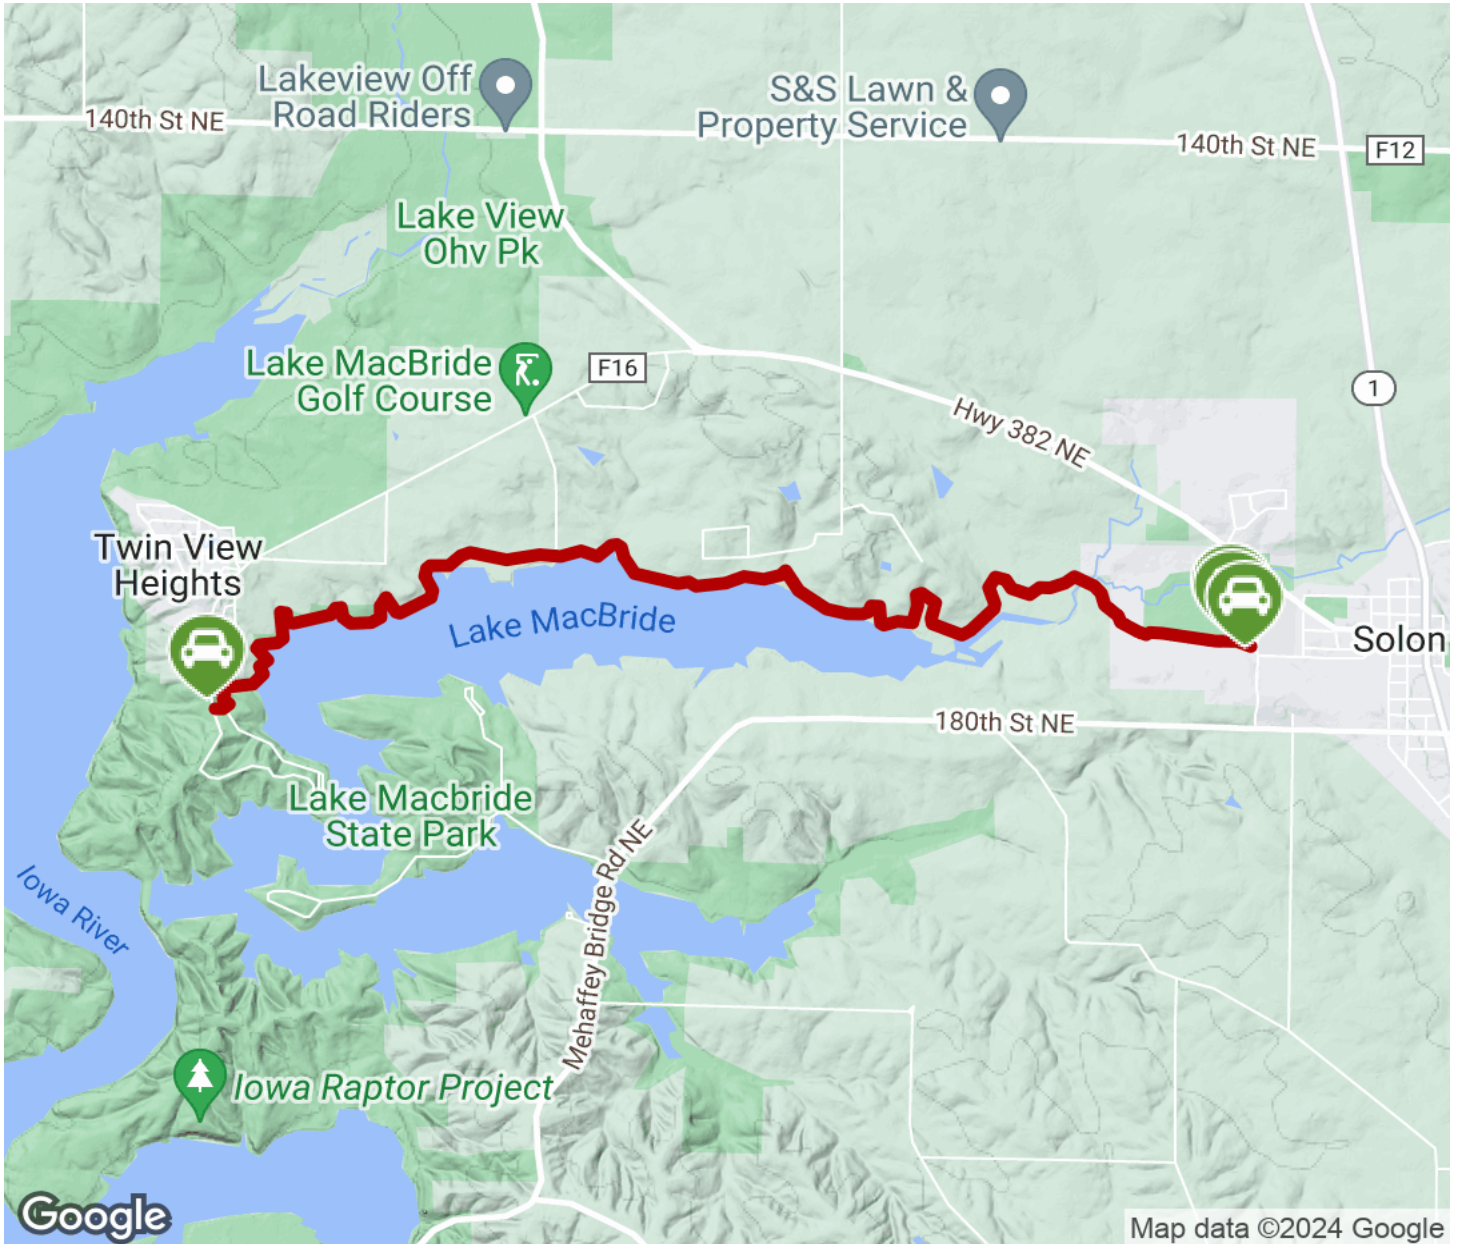 Lakeview Off
Road Riders
S&S Lawn &
Property Service
140th St NE
140th St NE
F12
Lake View
Ohv Pk
Lake MacBride
Golf Course
F16
1
Hwy 382 NE
Twin View
Heights
Lake MacBride
Solon
180th St NE
Lake Macbride
State Park
Mehaffey Bridge Rd NE
Iowa River
Iowa Raptor Project
Google
Map data ©2024 Google